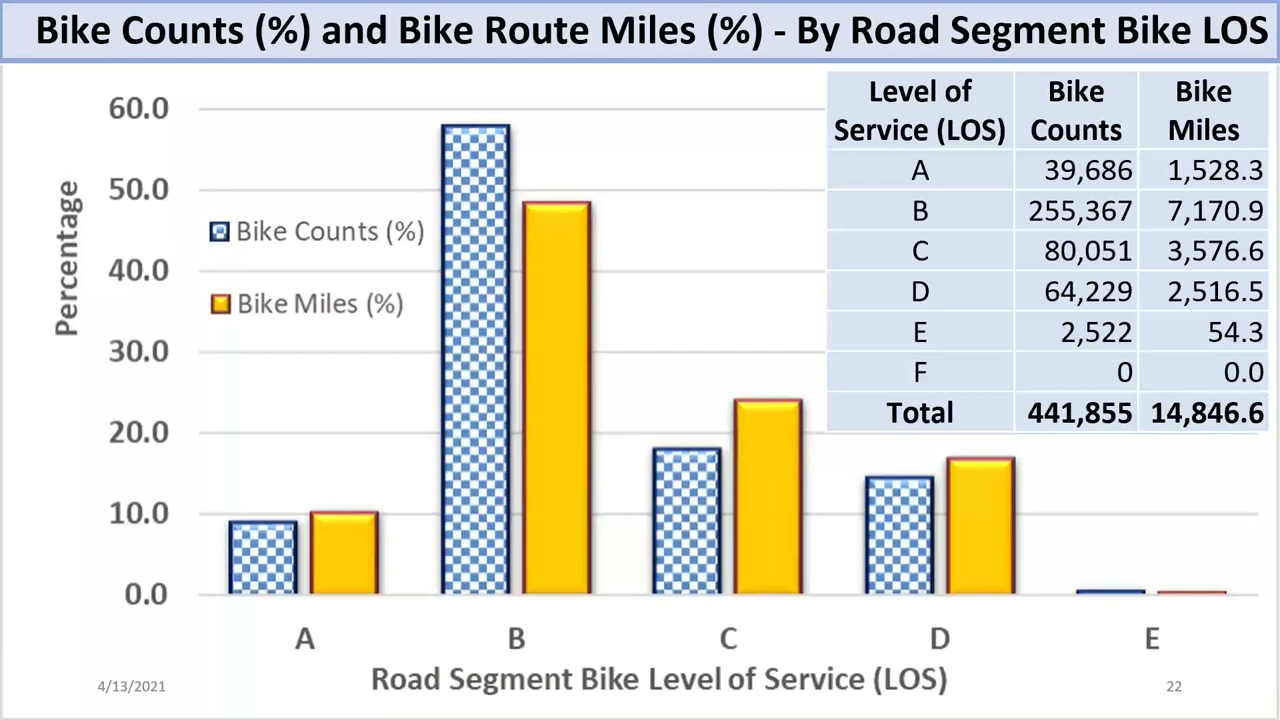 Bike Counts (%) and Bike Route Miles (%) - By Road Segment Bike LOS
Percentage
60.0
50.0
40.0
30.0
20.0
10.0
0.0
Bike Counts (%)
Bike Miles (%)
Level of Service (LOS) Bike Counts Bike Miles
A 39,686 1,528.3
B 255,367 7,170.9
C 80,051 3,576.6
D 64,229 2,516.5
E 2,522 54.3
F 0 0.0
Total 441,855 14,846.6
A B C D E
Road Segment Bike Level of Service (LOS)
4/13/2021
22